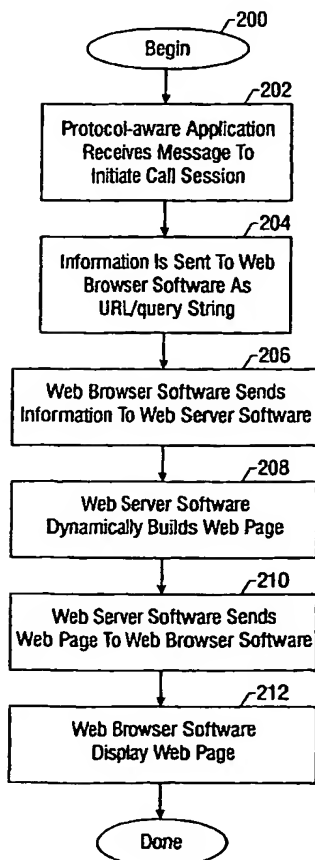 200
Begin
202
Protocol-aware Application
Receives Message To
Initiate Call Session
204
Information Is Sent To Web
Browser Software As
URL/query String
206
Web Browser Software Sends
Information To Web Server Software
208
Web Server Software
Dynamically Builds Web Page
210
Web Server Software Sends
Web Page To Web Browser Software
212
Web Browser Software
Display Web Page
Done